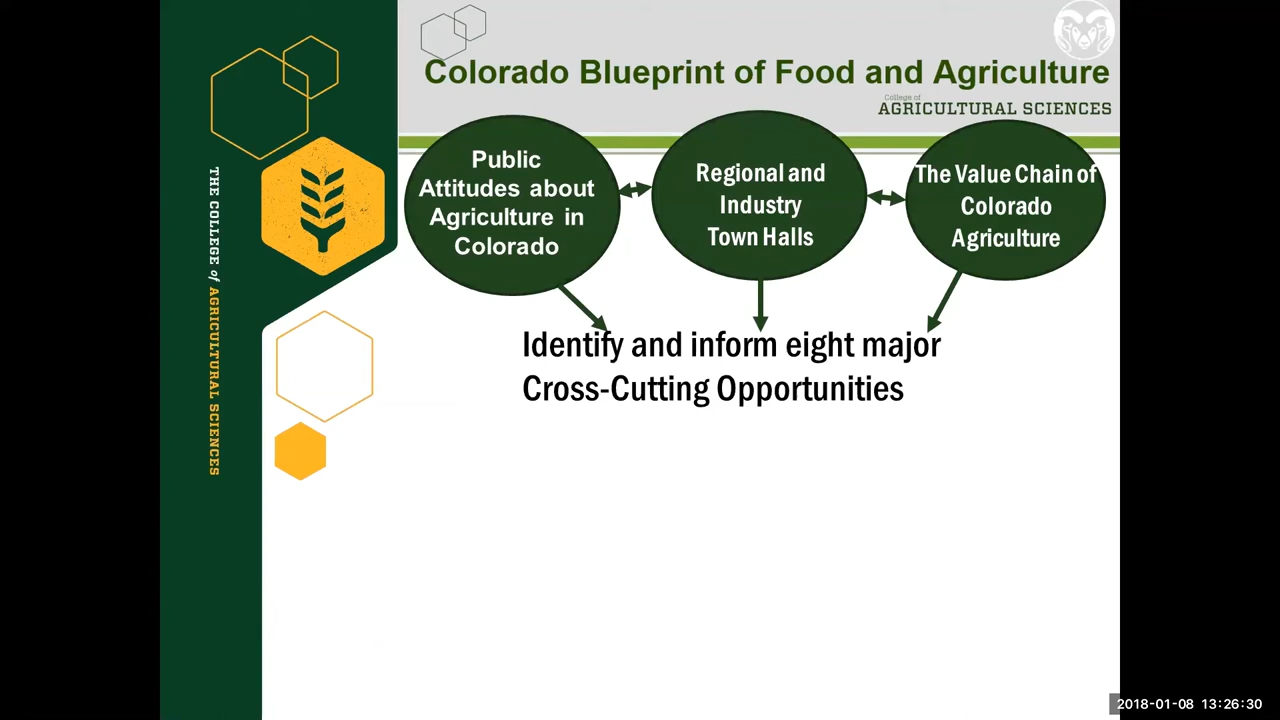 Colorado Blueprint of Food and Agriculture
College of
AGRICULTURAL SCIENCES
Public
Attitudes about
Agriculture in
Colorado
Regional and
Industry
Town Halls
The Value Chain of
Colorado
Agriculture
Identify and inform eight major
Cross-Cutting Opportunities
THE COLLEGE of AGRICULTURAL SCIENCES
2018-01-08 13:26:30